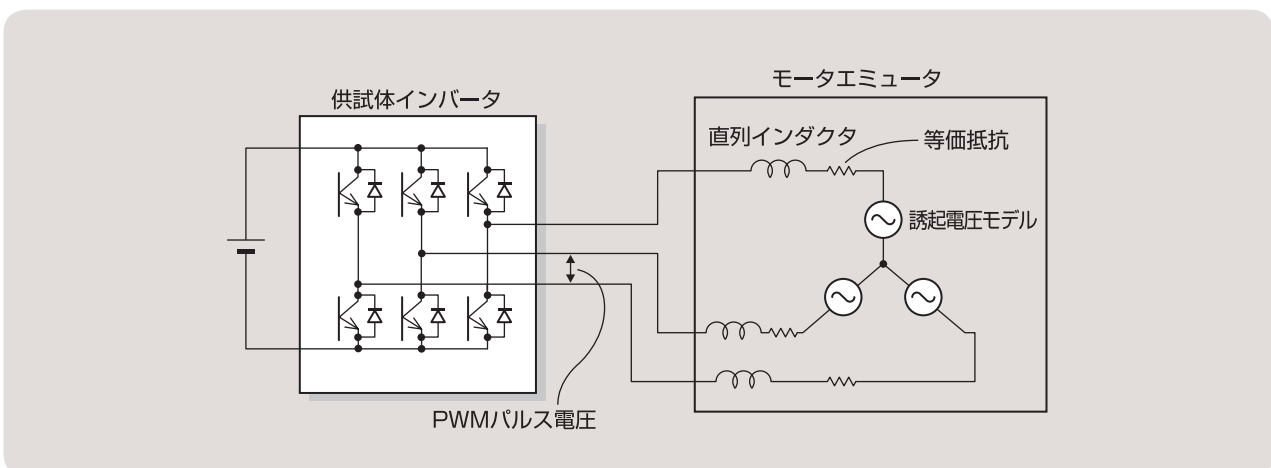 モータエミュータ
供試体インバータ
直列インダクタ
等価抵抗
誘起電圧モデル
PWMパルス電圧